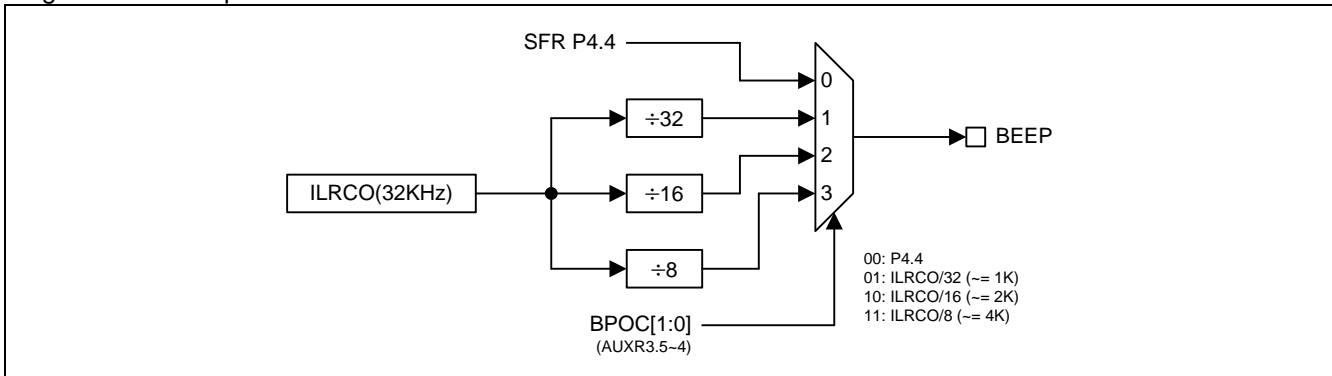 SFR P4.4
0
÷32
1
BEEP
2
ILRCO(32KHz)
÷16
3
÷8
00: P4.4
01: ILRCO/32 (~= 1K)
10: ILRCO/16 (~= 2K)
11: ILRCO/8 (~= 4K)
BPOC[1:0]
(AUXR3.5~4)